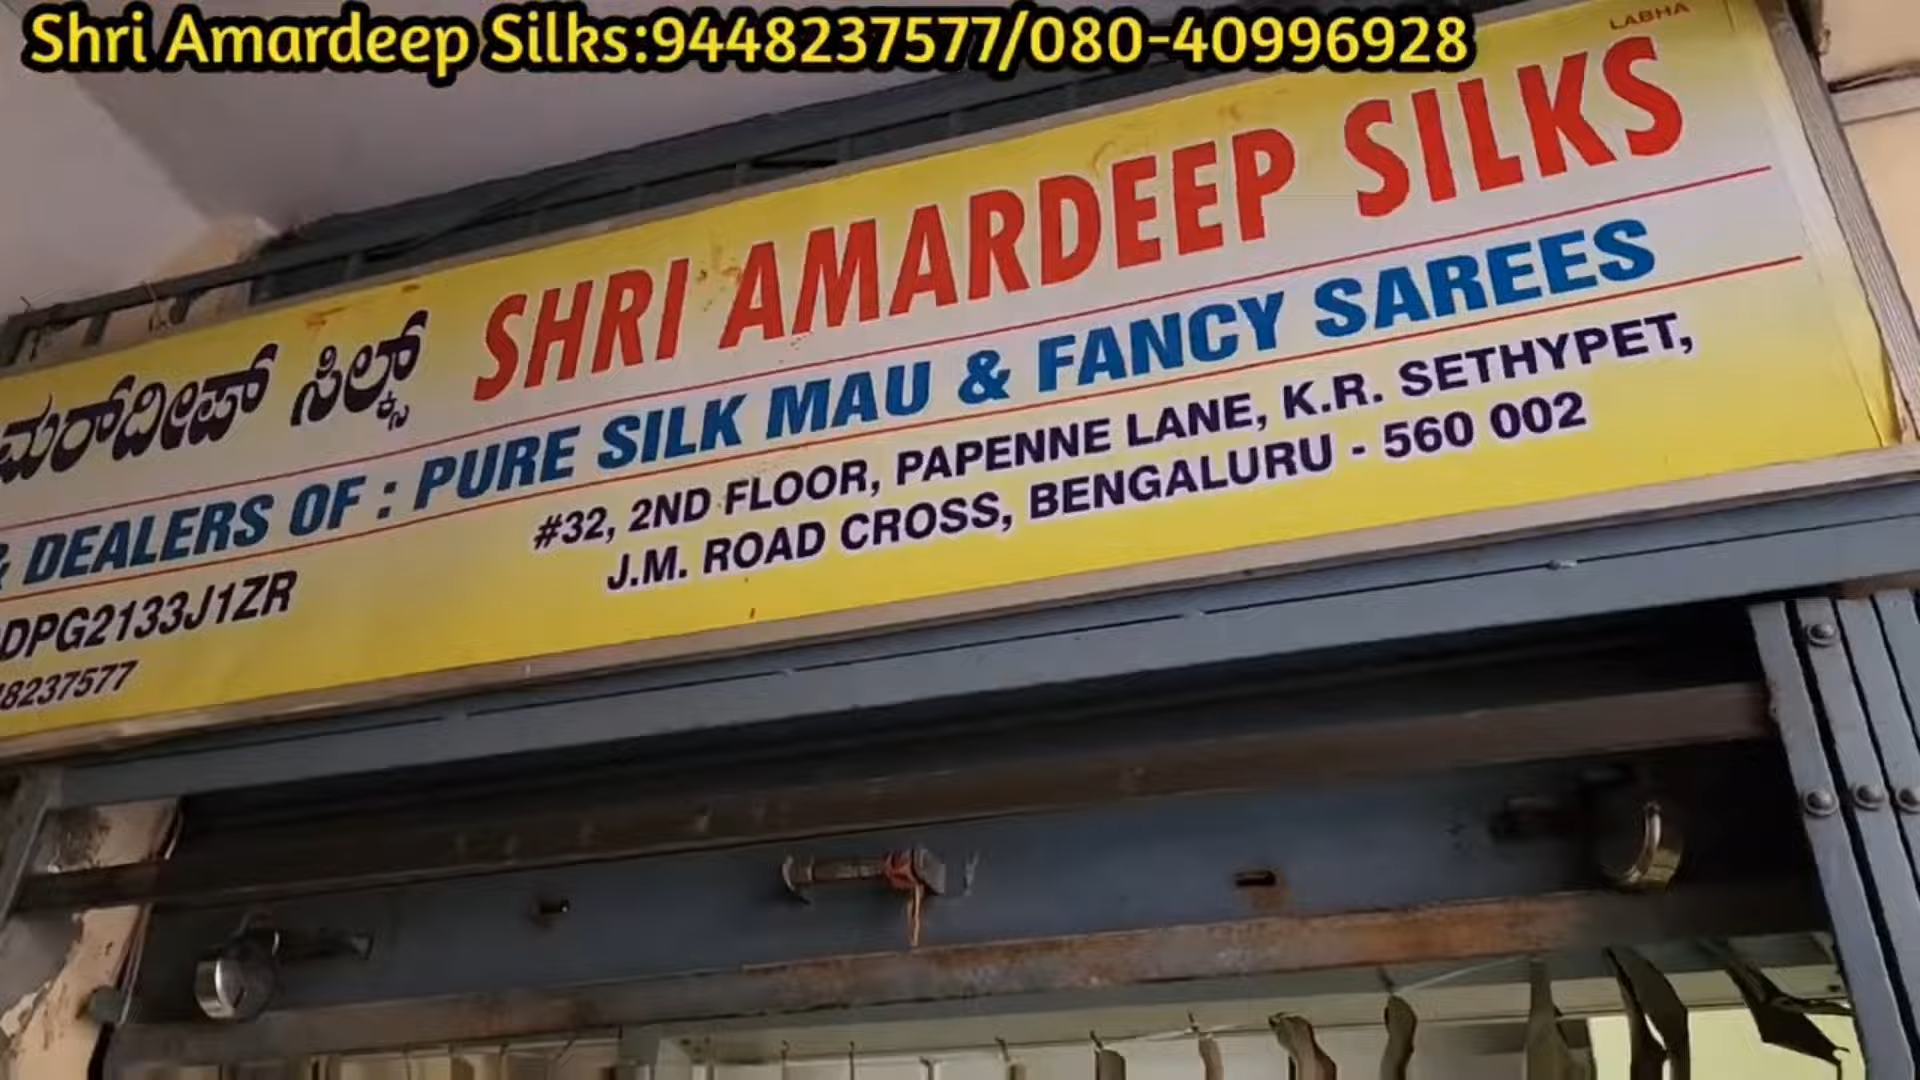 Shri Amardeep Silks:9448237577/080-40996928
LABHA
ಮರ್‌ದೀಪ್ ಸಿಲ್ಕ್ಸ್ SHRI AMARDEEP SILKS
& DEALERS OF : PURE SILK MAU & FANCY SAREES
DPG2133J1ZR
8237577
#32, 2ND FLOOR, PAPENNE LANE, K.R. SETHYPET,
J.M. ROAD CROSS, BENGALURU - 560 002